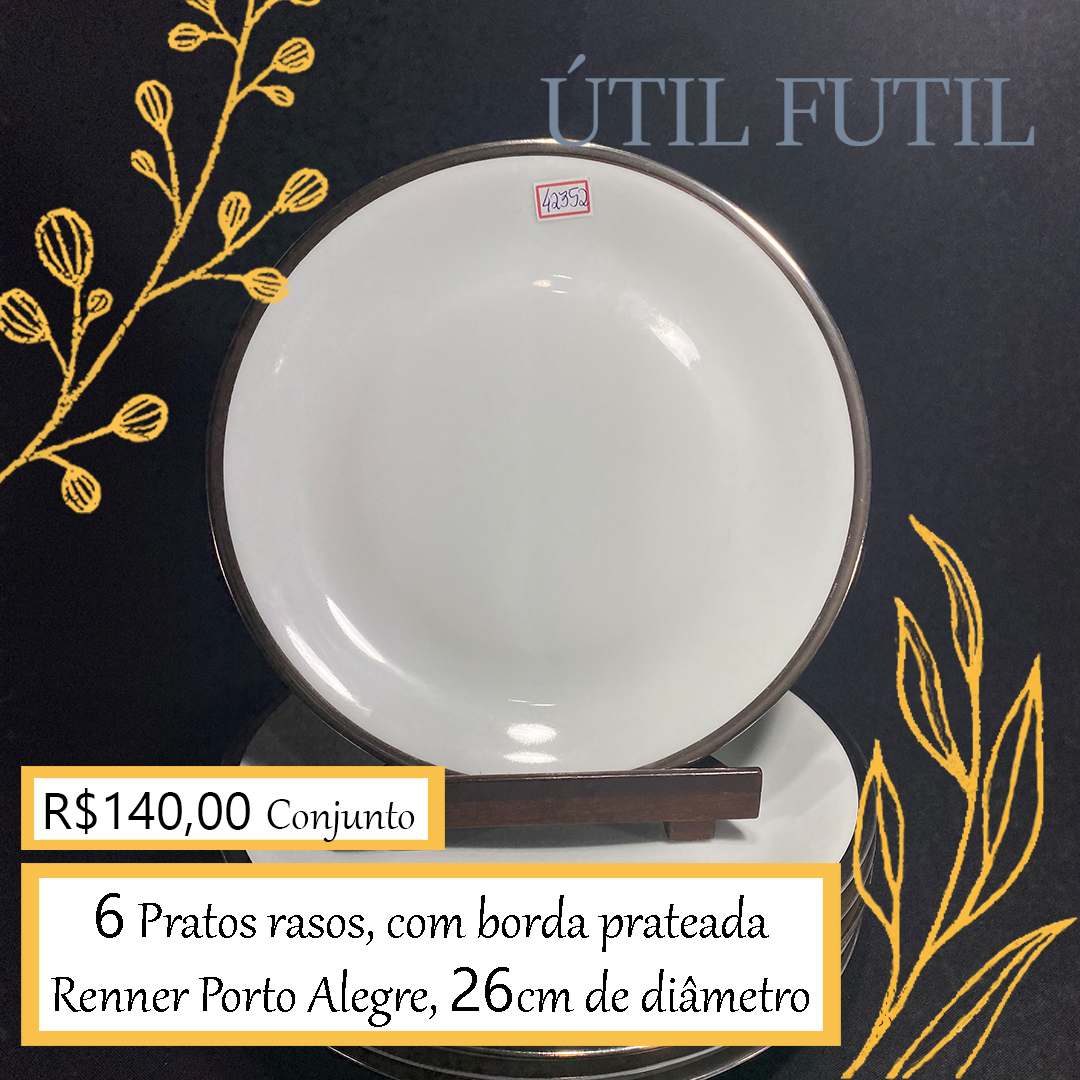 ÚTIL FUTIL
42352
R$140,00 Conjunto
6 Pratos rasos, com borda prateada
Renner Porto Alegre, 26cm de diâmetro